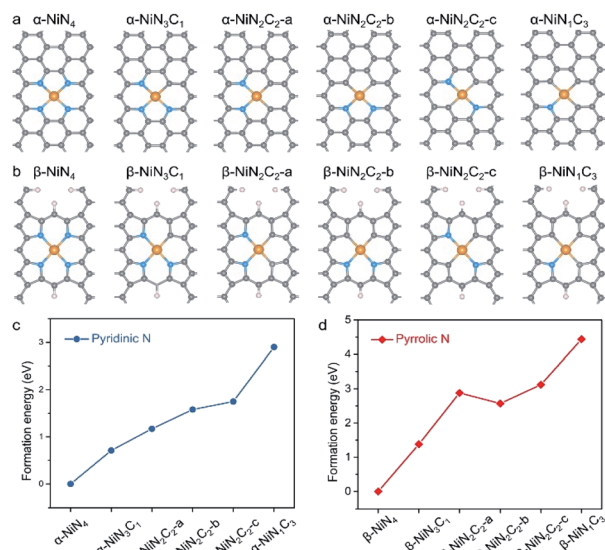 a α-NiN₄ α-NiN₃C₁ α-NiN₂C₂-a α-NiN₂C₂-b α-NiN₂C₂-c α-NiN₁C₃
b β-NiN₄ β-NiN₃C₁ β-NiN₂C₂-a β-NiN₂C₂-b β-NiN₂C₂-c β-NiN₁C₃
c
Pyridinic N
Formation energy (eV)
3
2
1
0
α-NiN₄ α-NiN₃C₁ NiN₂C₂-a NiN₂C₂-b NiN₂C₂-c α-NiN₁C₃
d
Pyrrolic N
Formation energy (eV)
5
4
3
2
1
0
β-NiN₄ β-NiN₃C₁ β-NiN₂C₂-a NiN₂C₂-b β-NiN₂C₂-c β-NiN₁C₃